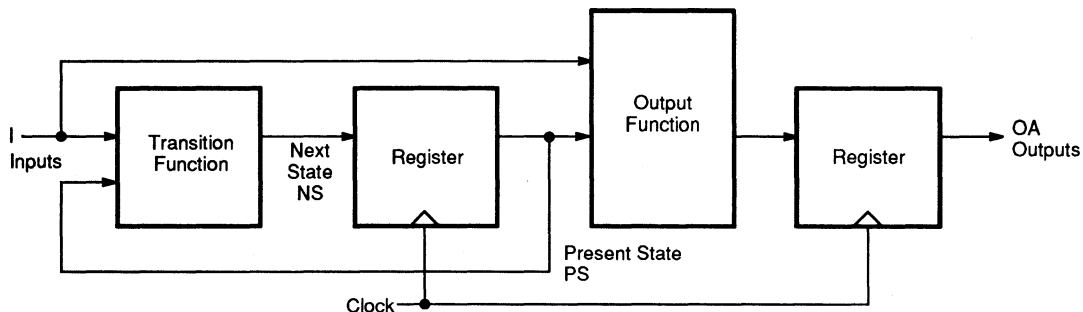 I
Inputs
Transition
Function
Next
State
NS
Register
Present State
PS
Output
Function
Register
OA
Outputs
Clock